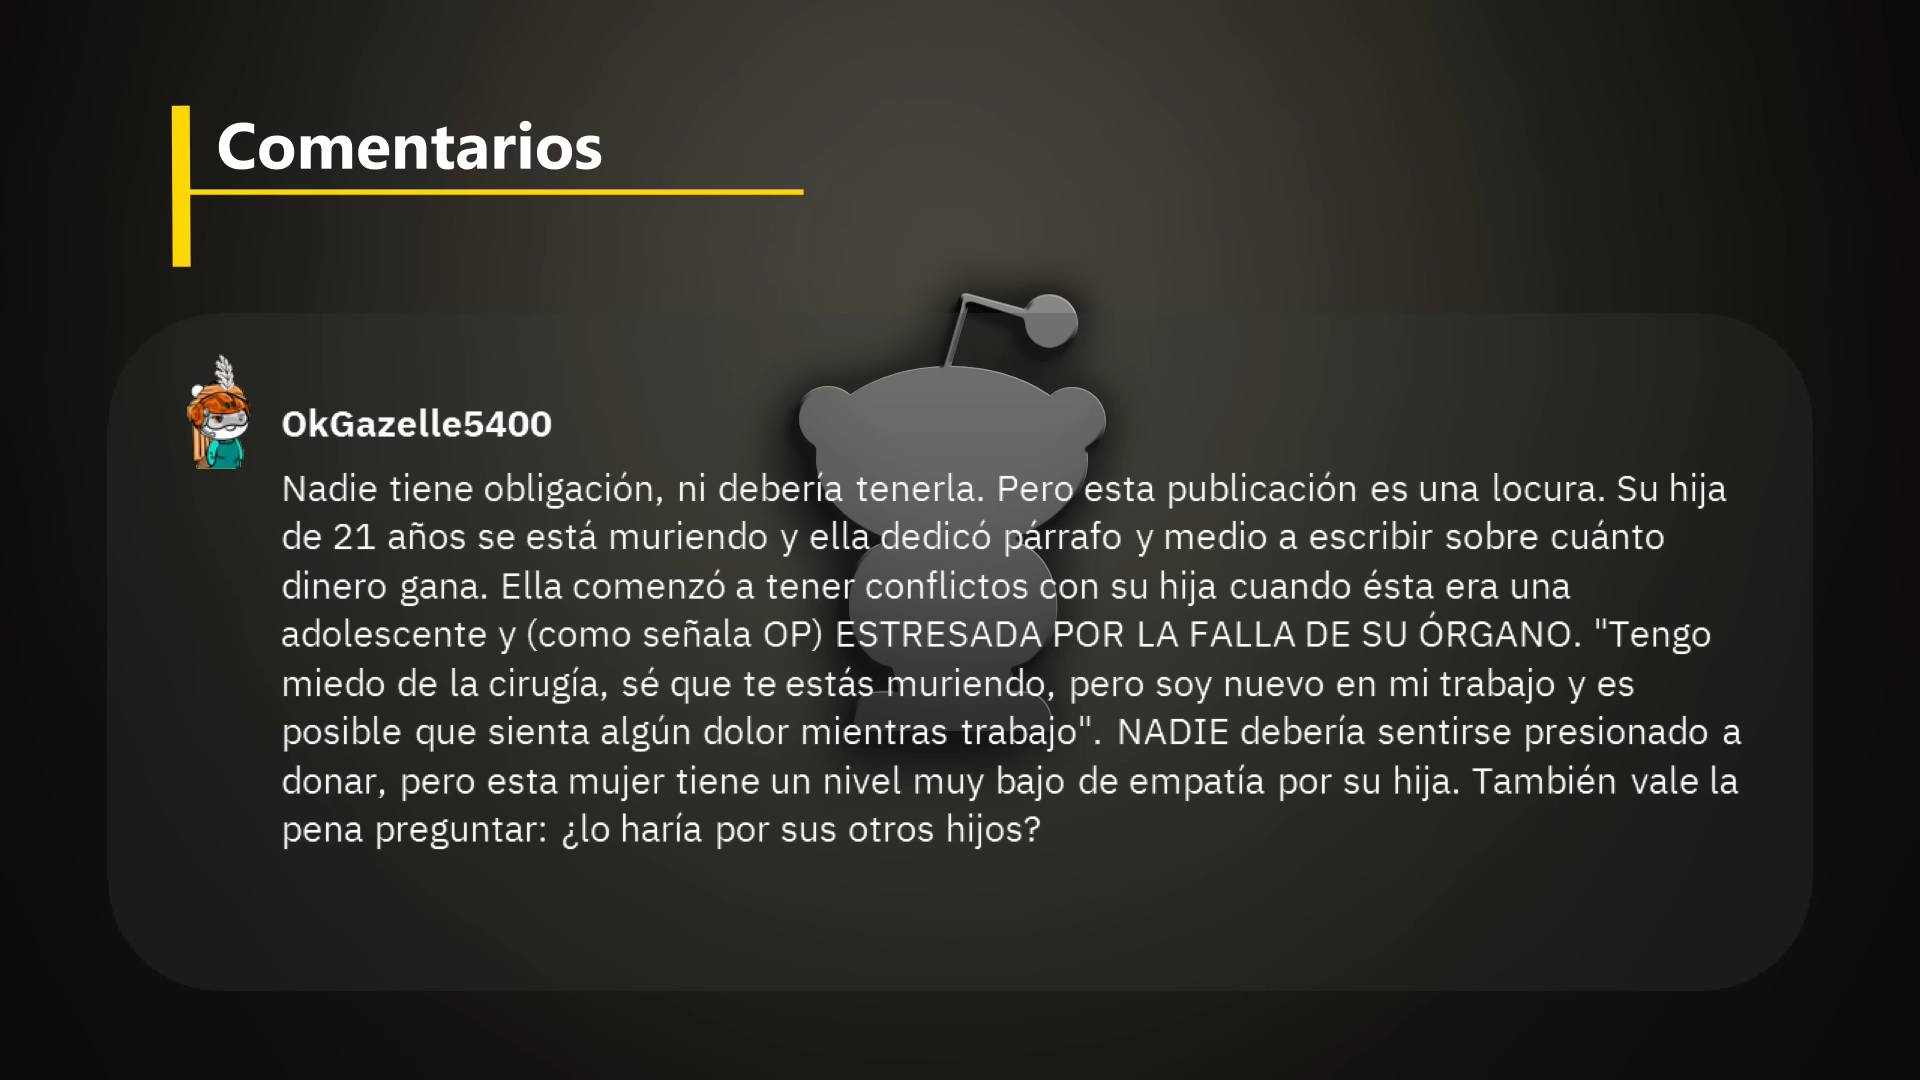 Comentarios
OkGazelle5400
Nadie tiene obligación, ni debería tenerla. Pero esta publicación es una locura. Su hija
de 21 años se está muriendo y ella dedicó párrafo y medio a escribir sobre cuánto
dinero gana. Ella comenzó a tener conflictos con su hija cuando ésta era una
adolescente y (como señala OP) ESTRESADA POR LA FALLA DE SU ÓRGANO. "Tengo
miedo de la cirugía, sé que te estás muriendo, pero soy nuevo en mi trabajo y es
posible que sienta algún dolor mientras trabajo". NADIE debería sentirse presionado a
donar, pero esta mujer tiene un nivel muy bajo de empatía por su hija. También vale la
pena preguntar: ¿lo haría por sus otros hijos?